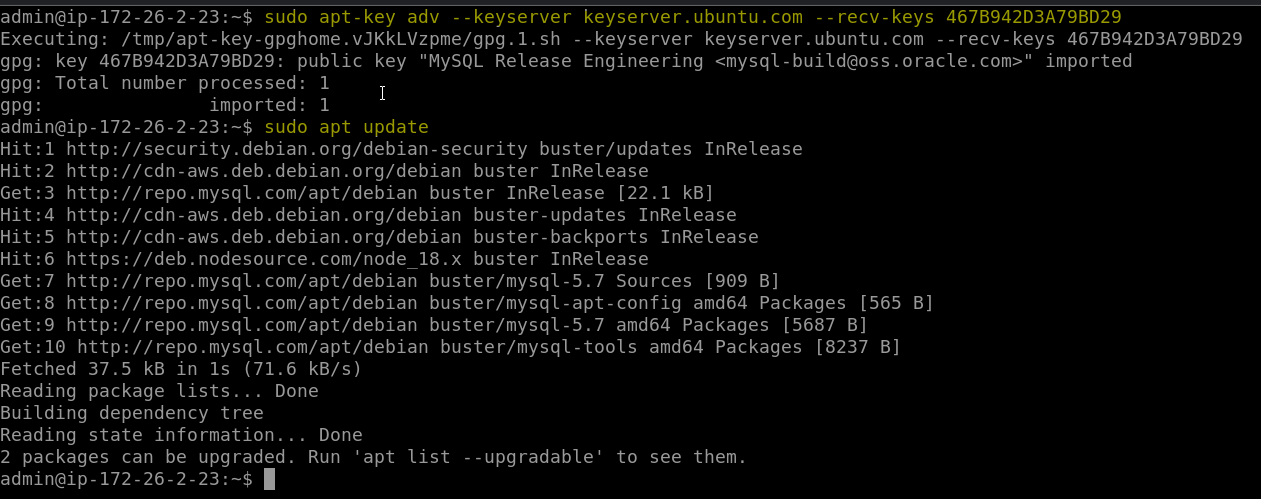 admin@ip-172-26-2-23:~$ sudo apt-key adv --keyserver keyserver.ubuntu.com --recv-keys 467B942D3A79BD29
Executing: /tmp/apt-key-gpghome.vJKkLVzpme/gpg.1.sh --keyserver keyserver.ubuntu.com --recv-keys 467B942D3A79BD29
gpg: key 467B942D3A79BD29: public key "MySQL Release Engineering <mysql-build@oss.oracle.com>" imported
gpg: Total number processed: 1
gpg:               imported: 1
admin@ip-172-26-2-23:~$ sudo apt update
Hit:1 http://security.debian.org/debian-security buster/updates InRelease
Hit:2 http://cdn-aws.deb.debian.org/debian buster InRelease
Get:3 http://repo.mysql.com/apt/debian buster InRelease [22.1 kB]
Hit:4 http://cdn-aws.deb.debian.org/debian buster-updates InRelease
Hit:5 http://cdn-aws.deb.debian.org/debian buster-backports InRelease
Hit:6 https://deb.nodesource.com/node_18.x buster InRelease
Get:7 http://repo.mysql.com/apt/debian buster/mysql-5.7 Sources [909 B]
Get:8 http://repo.mysql.com/apt/debian buster/mysql-apt-config amd64 Packages [565 B]
Get:9 http://repo.mysql.com/apt/debian buster/mysql-5.7 amd64 Packages [5687 B]
Get:10 http://repo.mysql.com/apt/debian buster/mysql-tools amd64 Packages [8237 B]
Fetched 37.5 kB in 1s (71.6 kB/s)
Reading package lists... Done
Building dependency tree
Reading state information... Done
2 packages can be upgraded. Run 'apt list --upgradable' to see them.
admin@ip-172-26-2-23:~$